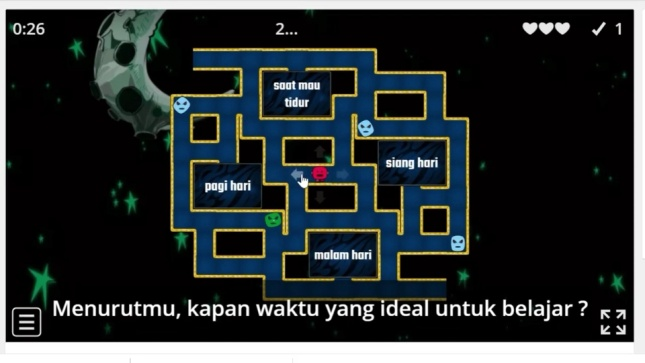 0:26
2...
1
saat mau
tidur
siang hari
pagi hari
malam hari
Menurutmu, kapan waktu yang ideal untuk belajar ?